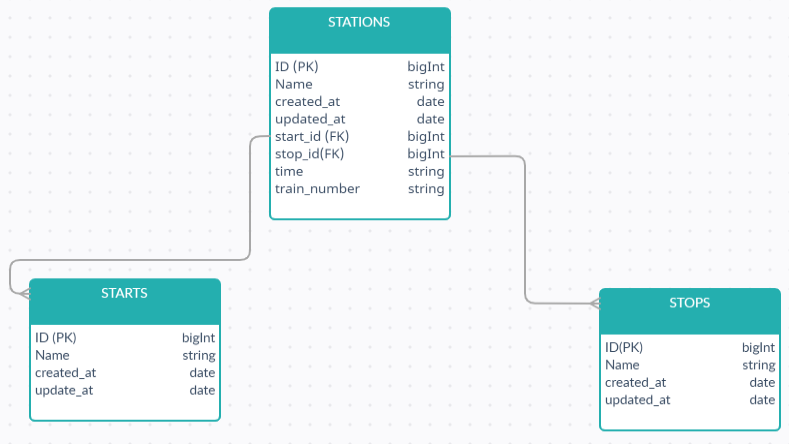 STATIONS
ID (PK) bigInt
Name string
created_at date
updated_at date
start_id (FK) bigInt
stop_id(FK) bigInt
time string
train_number string
STARTS
ID (PK) bigInt
Name string
created_at date
update_at date
STOPS
ID(PK) bigInt
Name string
created_at date
updated_at date